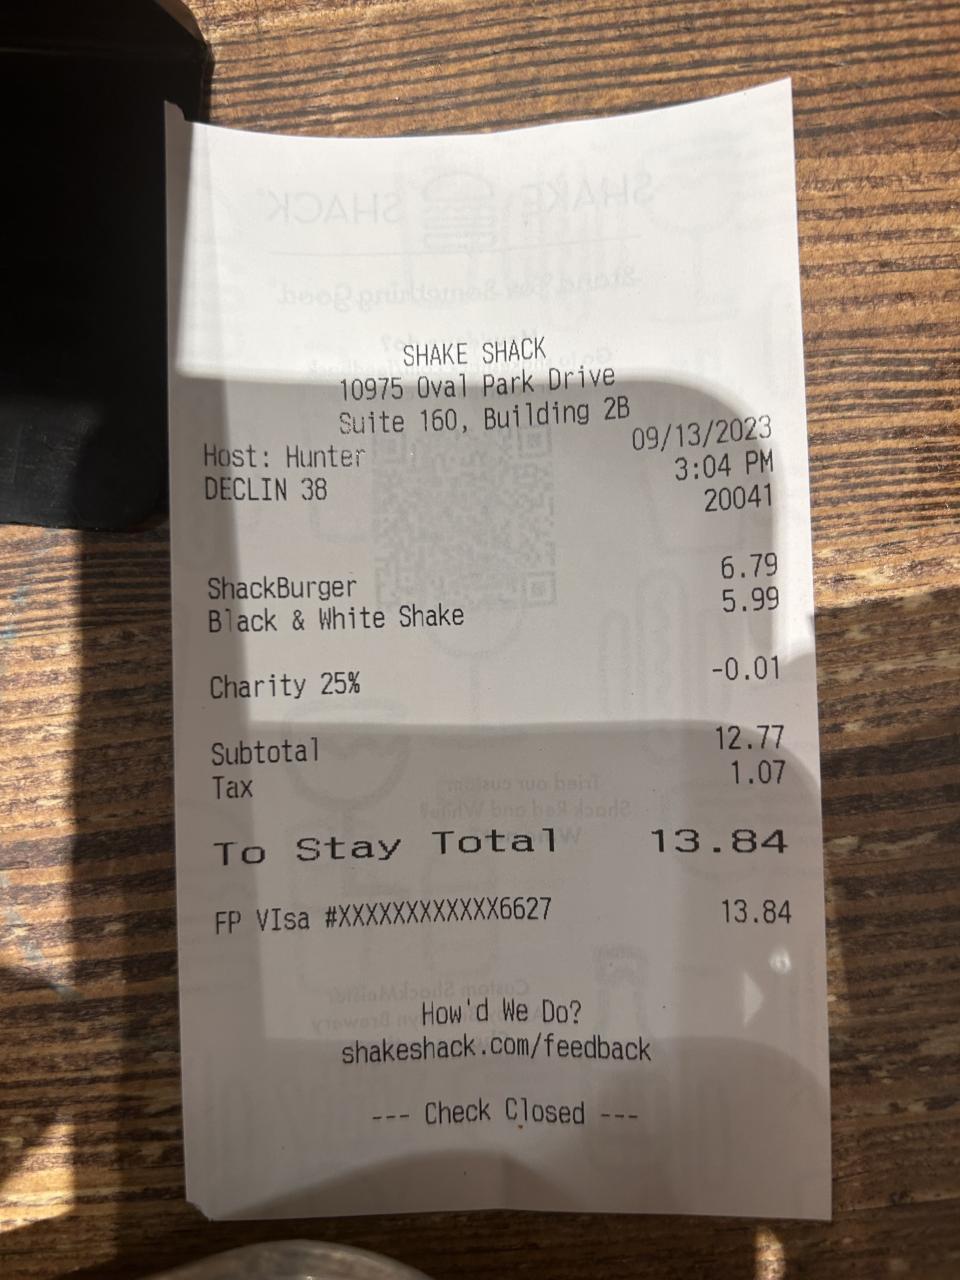 SHAKE SHACK
10975 Oval Park Drive
Suite 160, Building 2B
Host: Hunter 09/13/2023
DECLIN 38 3:04 PM
20041
ShackBurger 6.79
Black & White Shake 5.99
Charity 25% -0.01
Subtotal 12.77
Tax 1.07
To Stay Total 13.84
FP VIsa #XXXXXXXXXXXX6627 13.84
How'd We Do?
shakeshack.com/feedback
--- Check Closed ---